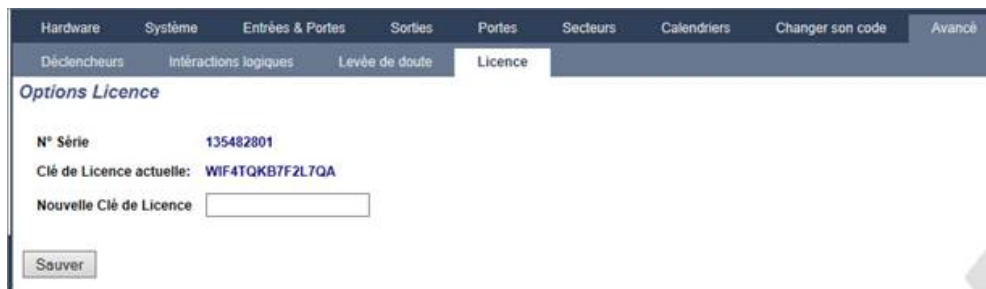 Hardware Système Entrées & Portes Sorties Portes Secteurs Calendriers Changer son code Avancé
Déclencheurs Intéractions logiques Levée de doute Licence
Options Licence
N° Série 135482801
Clé de Licence actuelle: WIF4TQKB7F2L7QA
Nouvelle Clé de Licence
Sauver